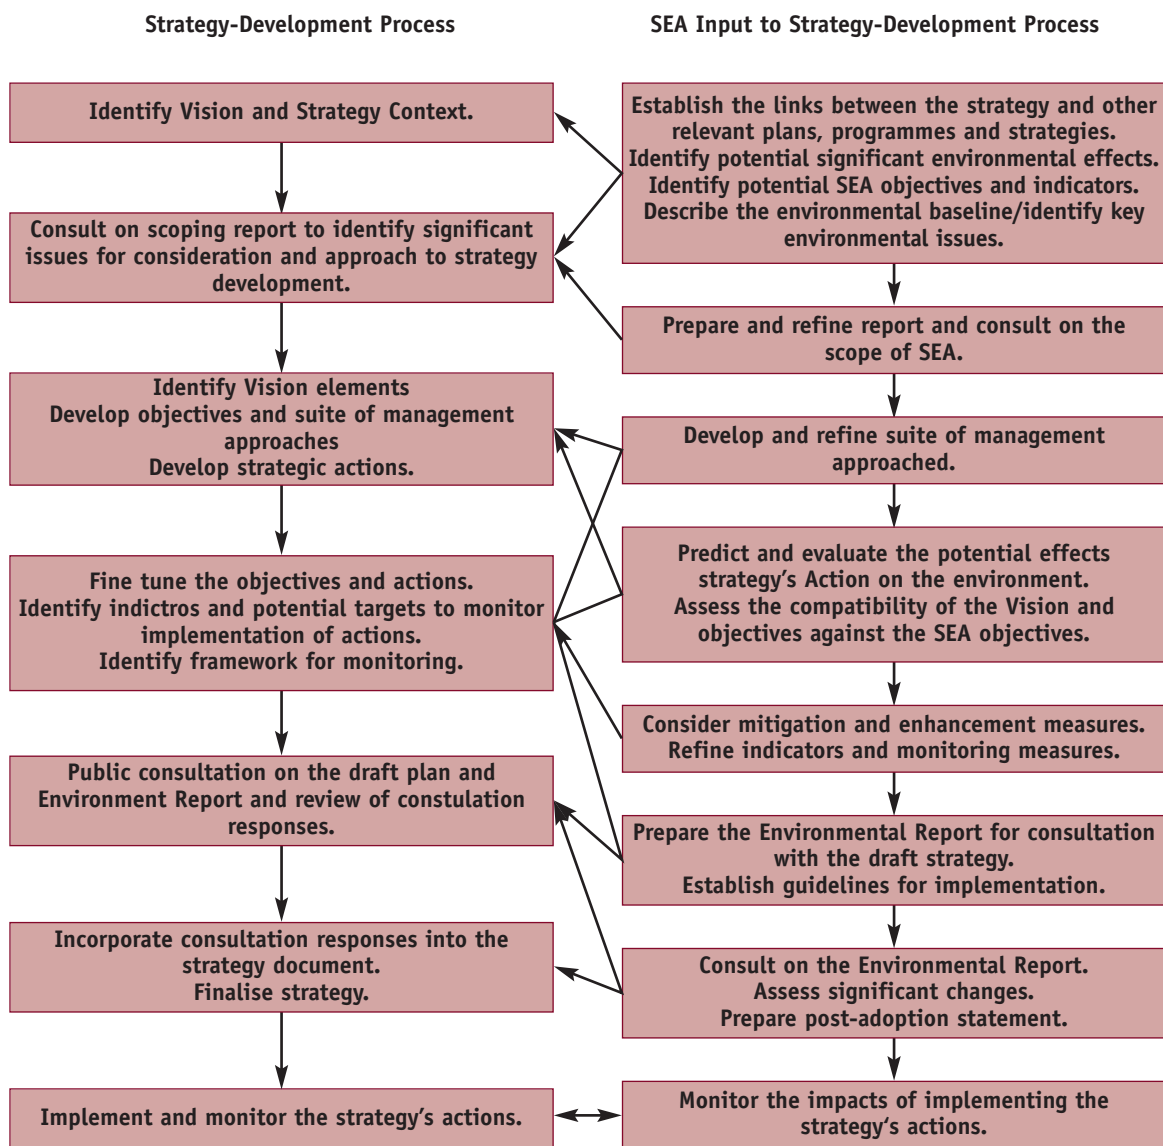 Strategy-Development Process
SEA Input to Strategy-Development Process
Identify Vision and Strategy Context.
Consult on scoping report to identify significant
issues for consideration and approach to strategy
development.
Identify Vision elements
Develop objectives and suite of management
approaches
Develop strategic actions.
Fine tune the objectives and actions.
Identify indictros and potential targets to monitor
implementation of actions.
Identify framework for monitoring.
Public consultation on the draft plan and
Environment Report and review of constulation
responses.
Incorporate consultation responses into the
strategy document.
Finalise strategy.
Implement and monitor the strategy’s actions.
Establish the links between the strategy and other
relevant plans, programmes and strategies.
Identify potential significant environmental effects.
Identify potential SEA objectives and indicators.
Describe the environmental baseline/identify key
environmental issues.
Prepare and refine report and consult on the
scope of SEA.
Develop and refine suite of management
approached.
Predict and evaluate the potential effects
strategy’s Action on the environment.
Assess the compatibility of the Vision and
objectives against the SEA objectives.
Consider mitigation and enhancement measures.
Refine indicators and monitoring measures.
Prepare the Environmental Report for consultation
with the draft strategy.
Establish guidelines for implementation.
Consult on the Environmental Report.
Assess significant changes.
Prepare post-adoption statement.
Monitor the impacts of implementing the
strategy‘s actions.